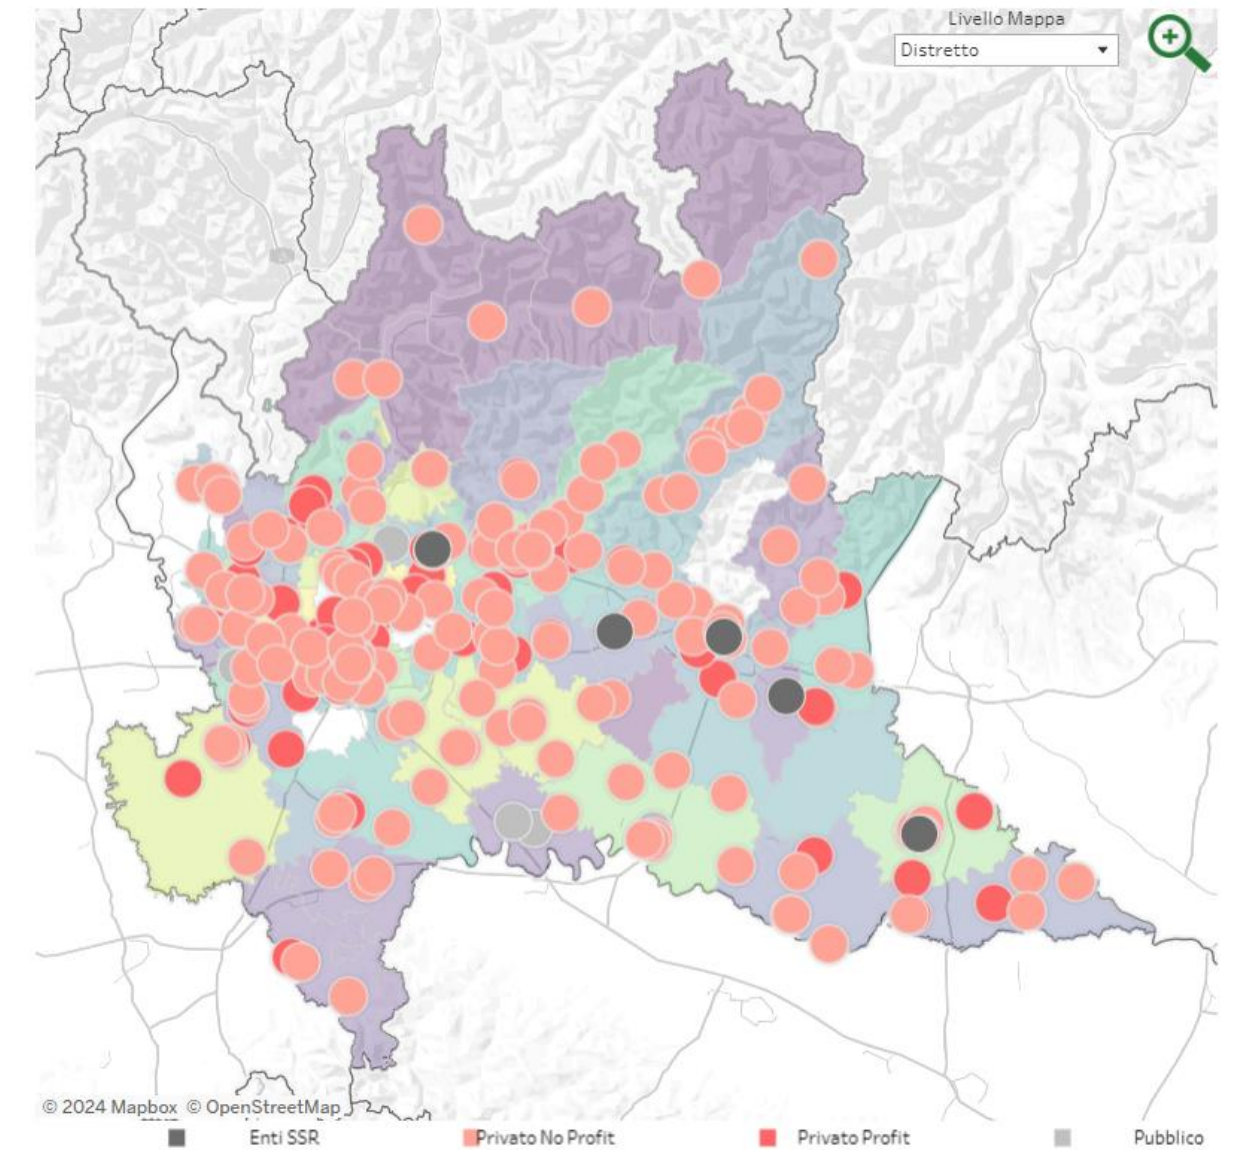 Livello Mappa
Distretto
© 2024 Mapbox © OpenStreetMap
Enti SSR
Privato No Profit
Privato Profit
Pubblico